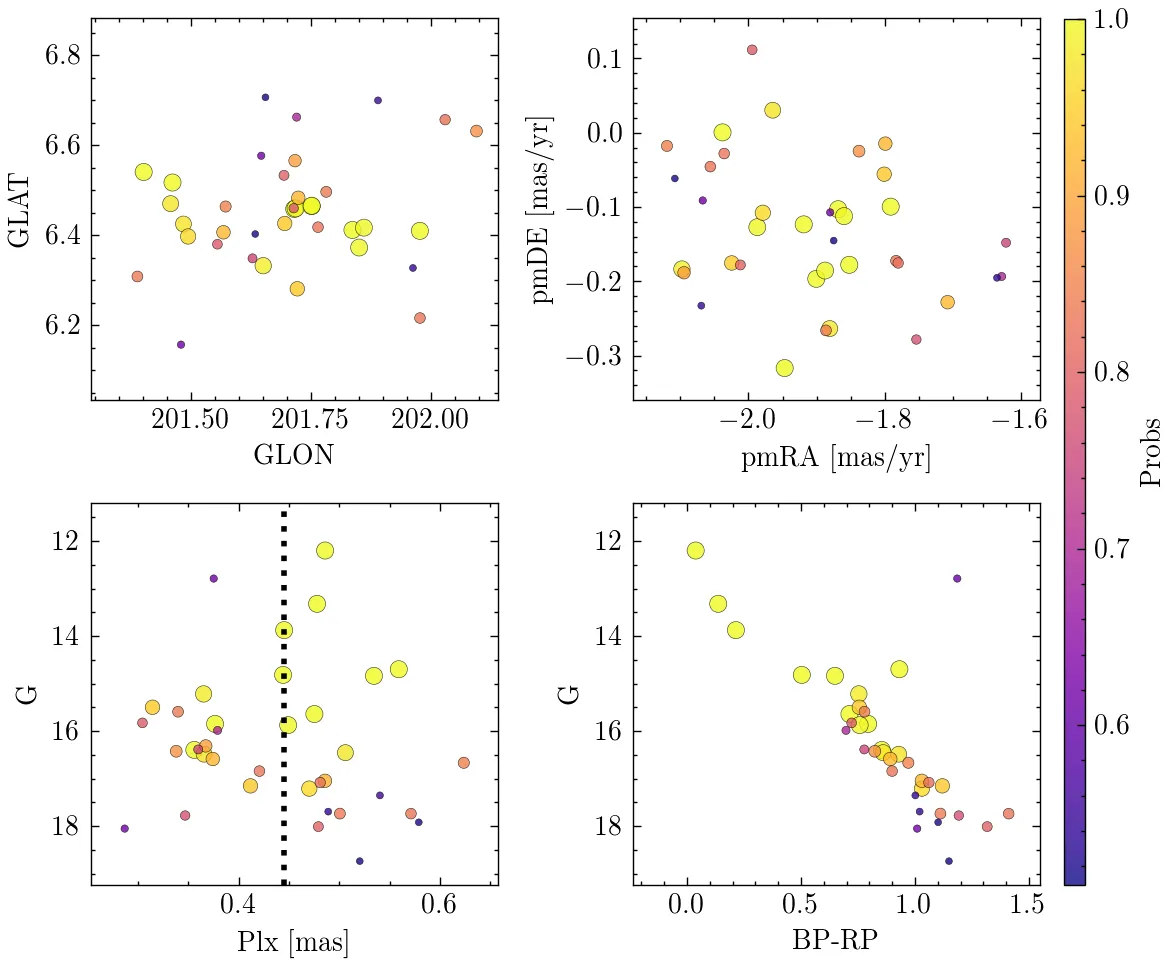 6.8
6.6
6.4
6.2
GLAT
201.50 201.75 202.00
GLON
0.1
0.0
−0.1
−0.2
−0.3
pmDE [mas/yr]
−2.0 −1.8 −1.6
pmRA [mas/yr]
12
14
16
18
G
0.4 0.6
Plx [mas]
12
14
16
18
G
0.0 0.5 1.0 1.5
BP-RP
1.0
0.9
0.8
0.7
0.6
Probs